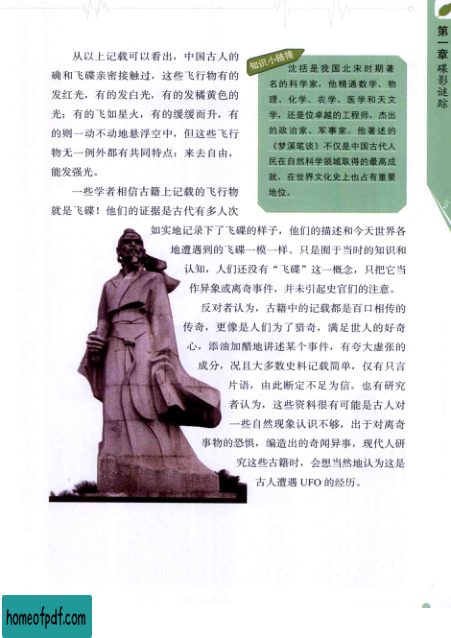 第一章碟影谜踪
从以上记载可以看出，中国古人的
确和飞碟亲密接触过，这些飞行物有的
发红光，有的发白光，有的发橘黄色的
光；有的飞如星火，有的缓缓而升，有
的则一动不动地悬浮空中，但这些飞行
物无一例外都有共同特点：来去自由，
能发强光。
一些学者相信古籍上记载的飞行物
就是飞碟！他们的证据是古代有多人次
如实地记录下了飞碟的样子，他们的描述和今天世界各
地遭遇到的飞碟一模一样。只是囿于当时的知识和
认知，人们还没有“飞碟”这一概念，只把它当
作异象或离奇事件，并未引起史官们的注意。
反对者认为，古籍中的记载都是百口相传的
传奇，更像是人们为了猎奇，满足世人的好奇
心，添油加醋地讲述某个事件，有夸大虚张的
成分，况且大多数史料记载简单，仅有只言
片语，由此断定不足为信。也有研究
者认为，这些资料很有可能是古人对
一些自然现象认识不够，出于对离奇
事物的恐惧，编造出的奇闻异事，现代人研
究这些古籍时，会想当然地认为这是
古人遭遇 UFO 的经历。
知识小链接
沈括是我国北宋时期著
名的科学家。他精通数学、物
理、化学、农学、医学和天文
学，还是位卓越的工程师、杰出
的政治家、军事家。他著述的
《梦溪笔谈》不仅是中国古代人
民在自然科学领域取得的最高成
就，在世界文化史上也占有重要
地位。
homeofpdf.com